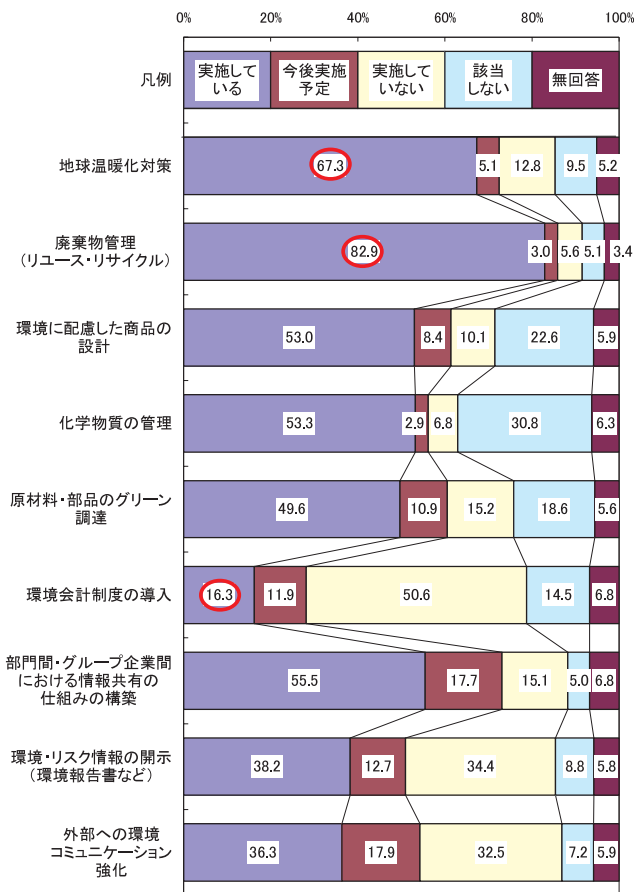 0% 20% 40% 60% 80% 100%
凡例
実施して
いる
今後実施
予定
実施して
いない
該当
しない
無回答
地球温暖化対策
67.3 5.1 12.8 9.5 5.2
廃棄物管理
(リユース・リサイクル)
82.9 3.0 5.6 5.1 3.4
環境に配慮した商品の
設計
53.0 8.4 10.1 22.6 5.9
化学物質の管理
53.3 2.9 6.8 30.8 6.3
原材料・部品のグリーン
調達
49.6 10.9 15.2 18.6 5.6
環境会計制度の導入
16.3 11.9 50.6 14.5 6.8
部門間・グループ企業間
における情報共有の
仕組みの構築
55.5 17.7 15.1 5.0 6.8
環境・リスク情報の開示
(環境報告書など)
38.2 12.7 34.4 8.8 5.8
外部への環境
コミュニケーション
強化
36.3 17.9 32.5 7.2 5.9